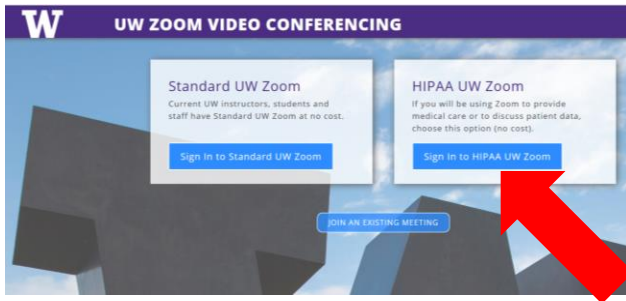 W UW ZOOM VIDEO CONFERENCING
Standard UW Zoom
Current UW instructors, students and
staff have Standard UW Zoom at no cost.
Sign In to Standard UW Zoom
HIPAA UW Zoom
If you will be using Zoom to provide
medical care or to discuss patient data,
choose this option (no cost).
Sign in to HIPAA UW Zoom
JOIN AN EXISTING MEETING